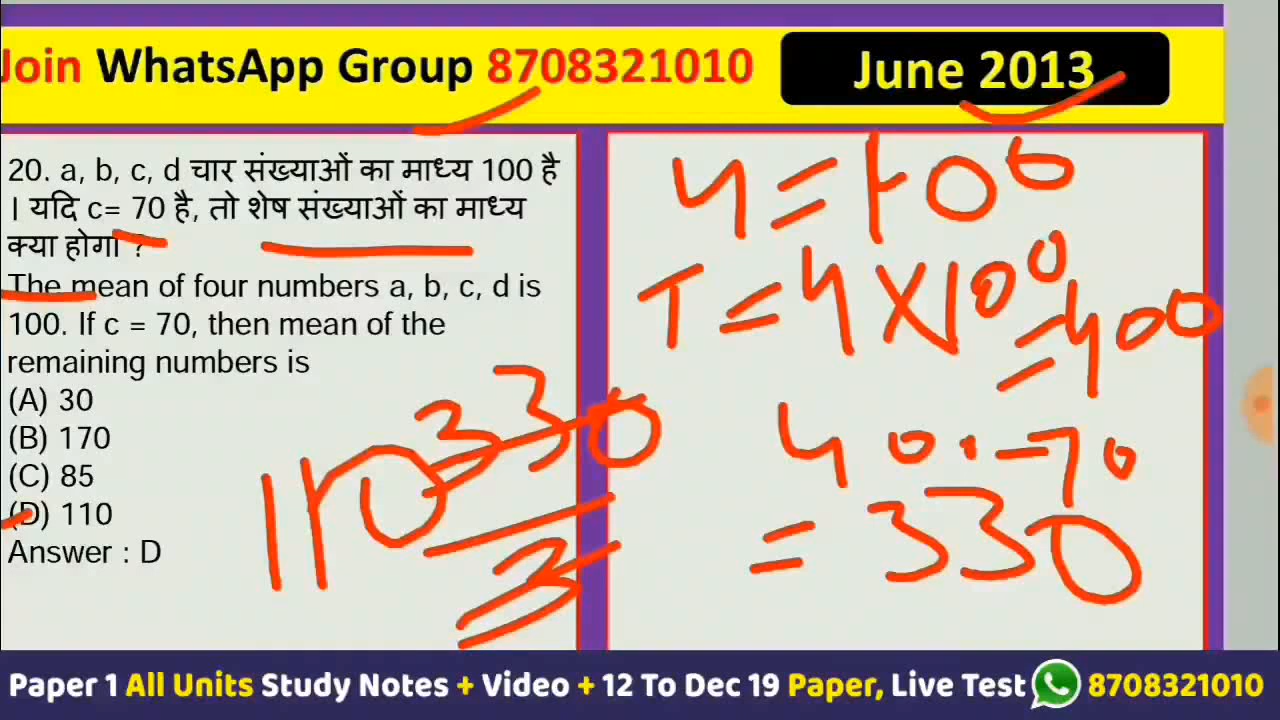 Join WhatsApp Group 8708321010
June 2013
20. a, b, c, d चार संख्याओं का माध्य 100 है
। यदि c= 70 है, तो शेष संख्याओं का माध्य
क्या होगा ?
The mean of four numbers a, b, c, d is
100. If c = 70, then mean of the
remaining numbers is
(A) 30
(B) 170
(C) 85
(D) 110
Answer : D
4 = 100
T = 4 X 100
= 400
400 - 70
= 330
330
3
110
Paper 1 All Units Study Notes + Video + 12 To Dec 19 Paper, Live Test 8708321010